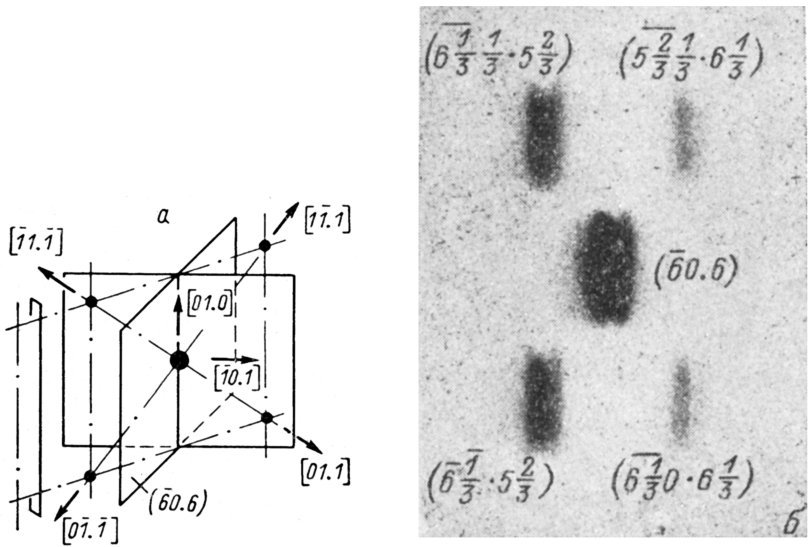 (6̅ 1̅/3 1/3·5 2/3) (5̅ 2̅/3 1/3·6 1/3)
а
[1̄1.1̄]
[11̄.1]
[01.0]
[1̄0.1]
(6̄0.6)
[01.1̄]
(6̄0.6)
[01̄.1̄]
(6̄ 1̄/3·5 2/3) (6̅ 1̅/3 0·6 1/3)
б